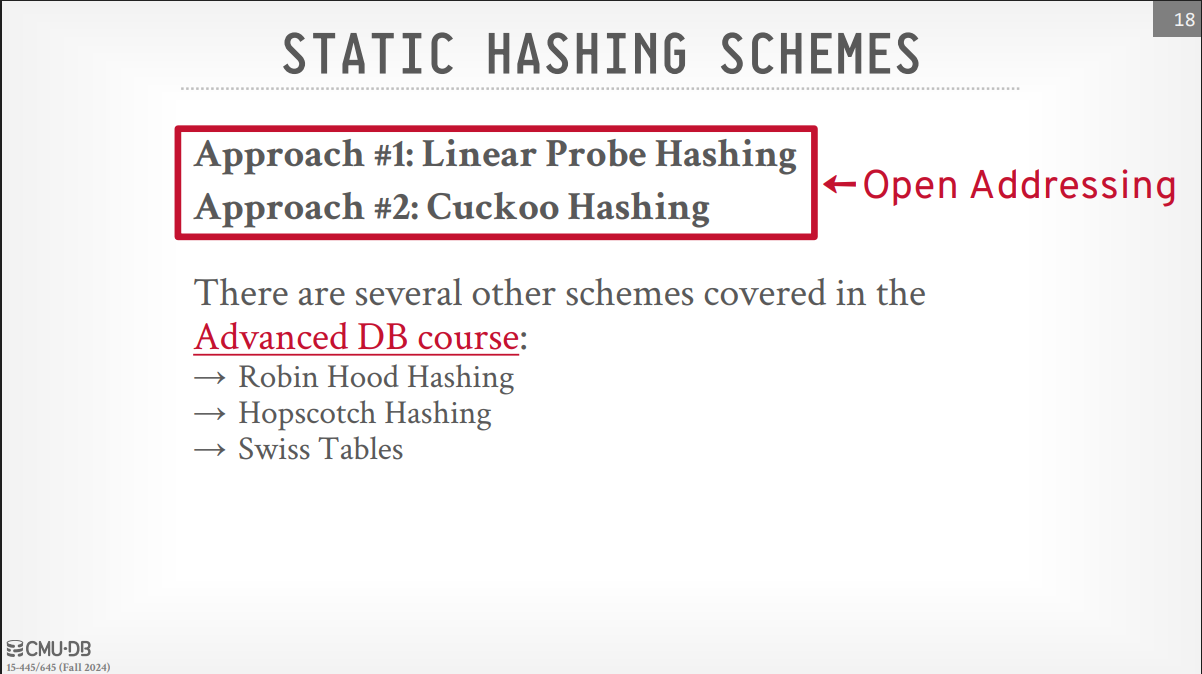 18
STATIC HASHING SCHEMES
Approach #1: Linear Probe Hashing
Approach #2: Cuckoo Hashing
←Open Addressing
There are several other schemes covered in the
Advanced DB course:
→ Robin Hood Hashing
→ Hopscotch Hashing
→ Swiss Tables
CMU·DB
15-445/645 (Fall 2024)